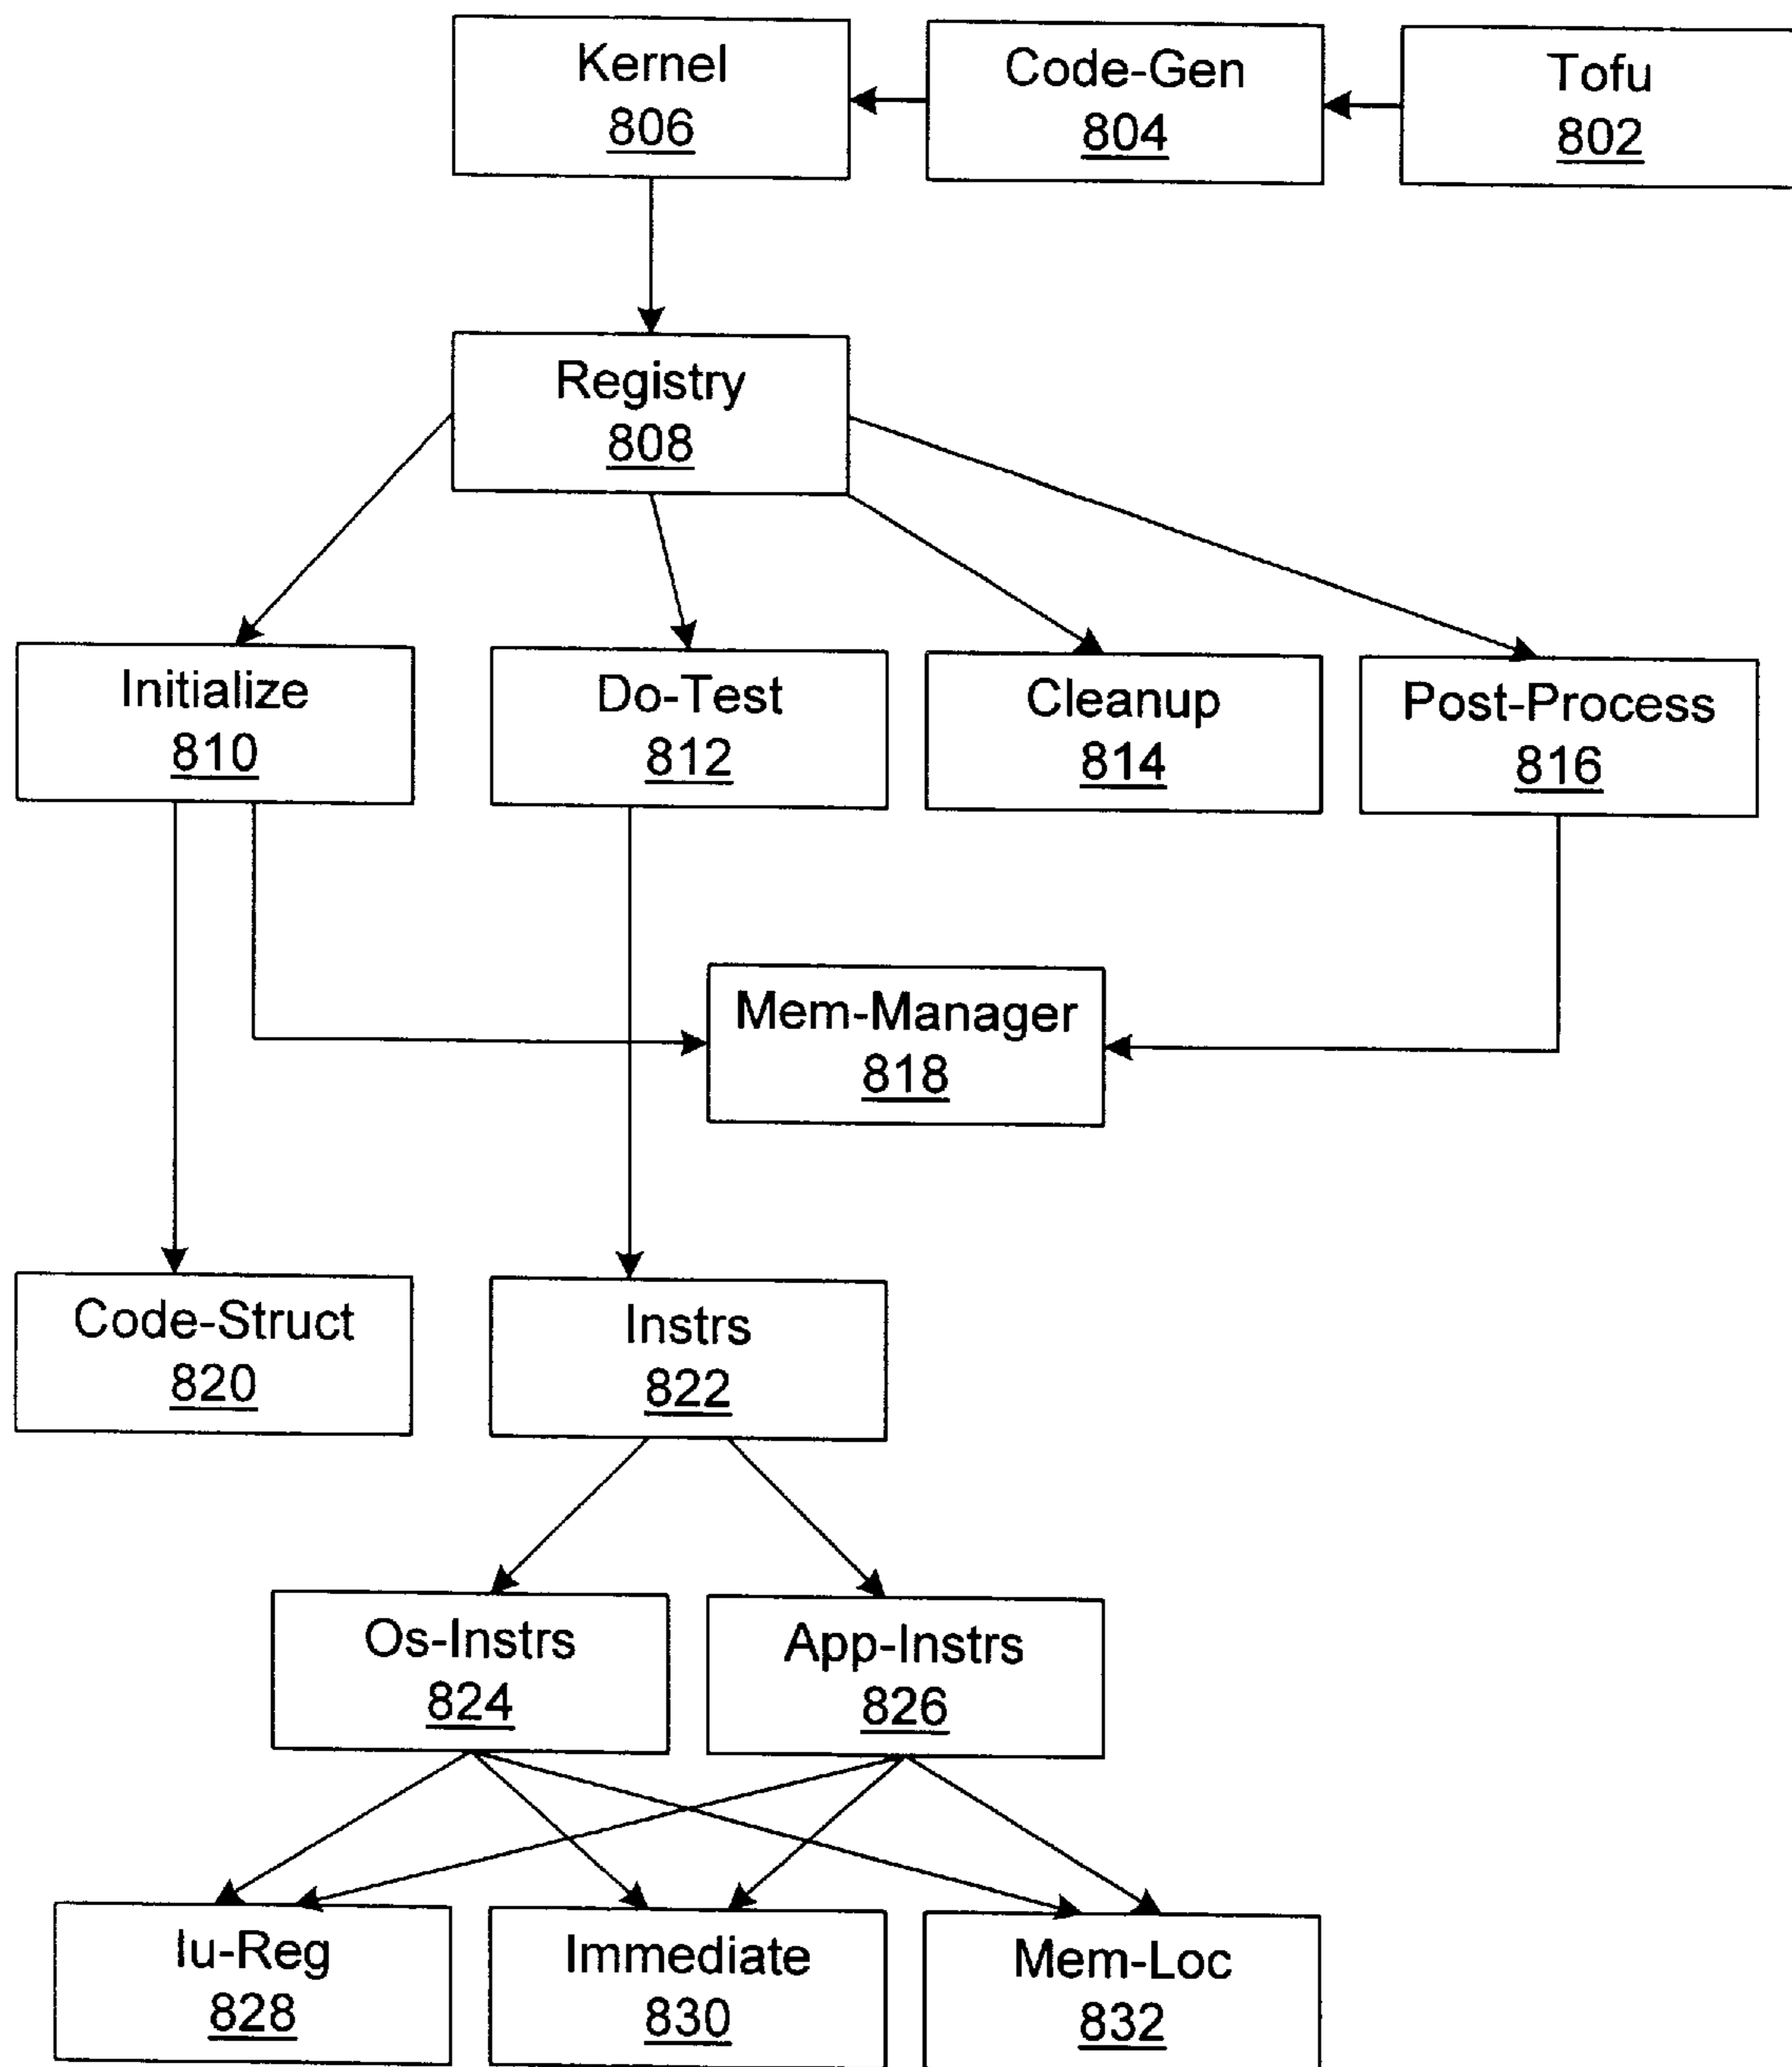 Kernel
806
Code-Gen
804
Tofu
802
Registry
808
Initialize
810
Do-Test
812
Cleanup
814
Post-Process
816
Mem-Manager
818
Code-Struct
820
Instrs
822
Os-Instrs
824
App-Instrs
826
Iu-Reg
828
Immediate
830
Mem-Loc
832